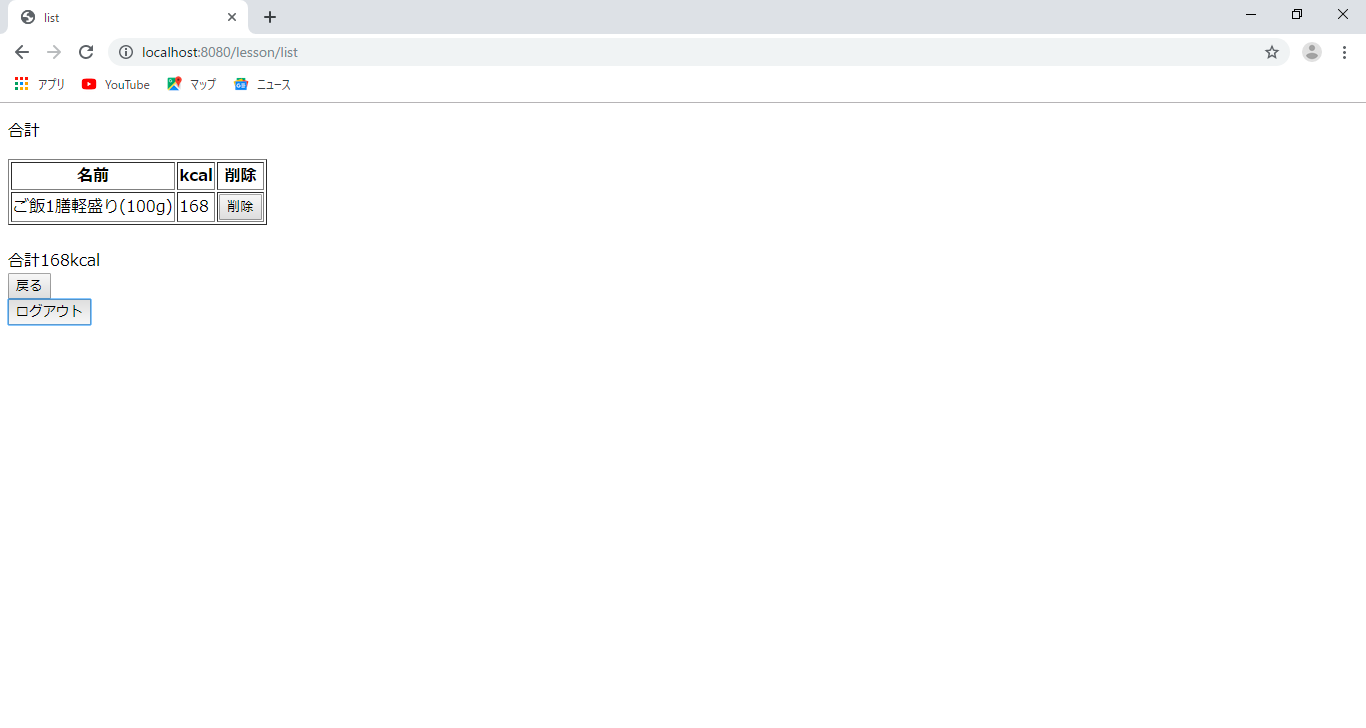 list
localhost:8080/lesson/list
アプリ YouTube マップ ニュース
合計
名前 kcal 削除
ご飯1膳軽盛り(100g) 168 削除
合計168kcal
戻る
ログアウト